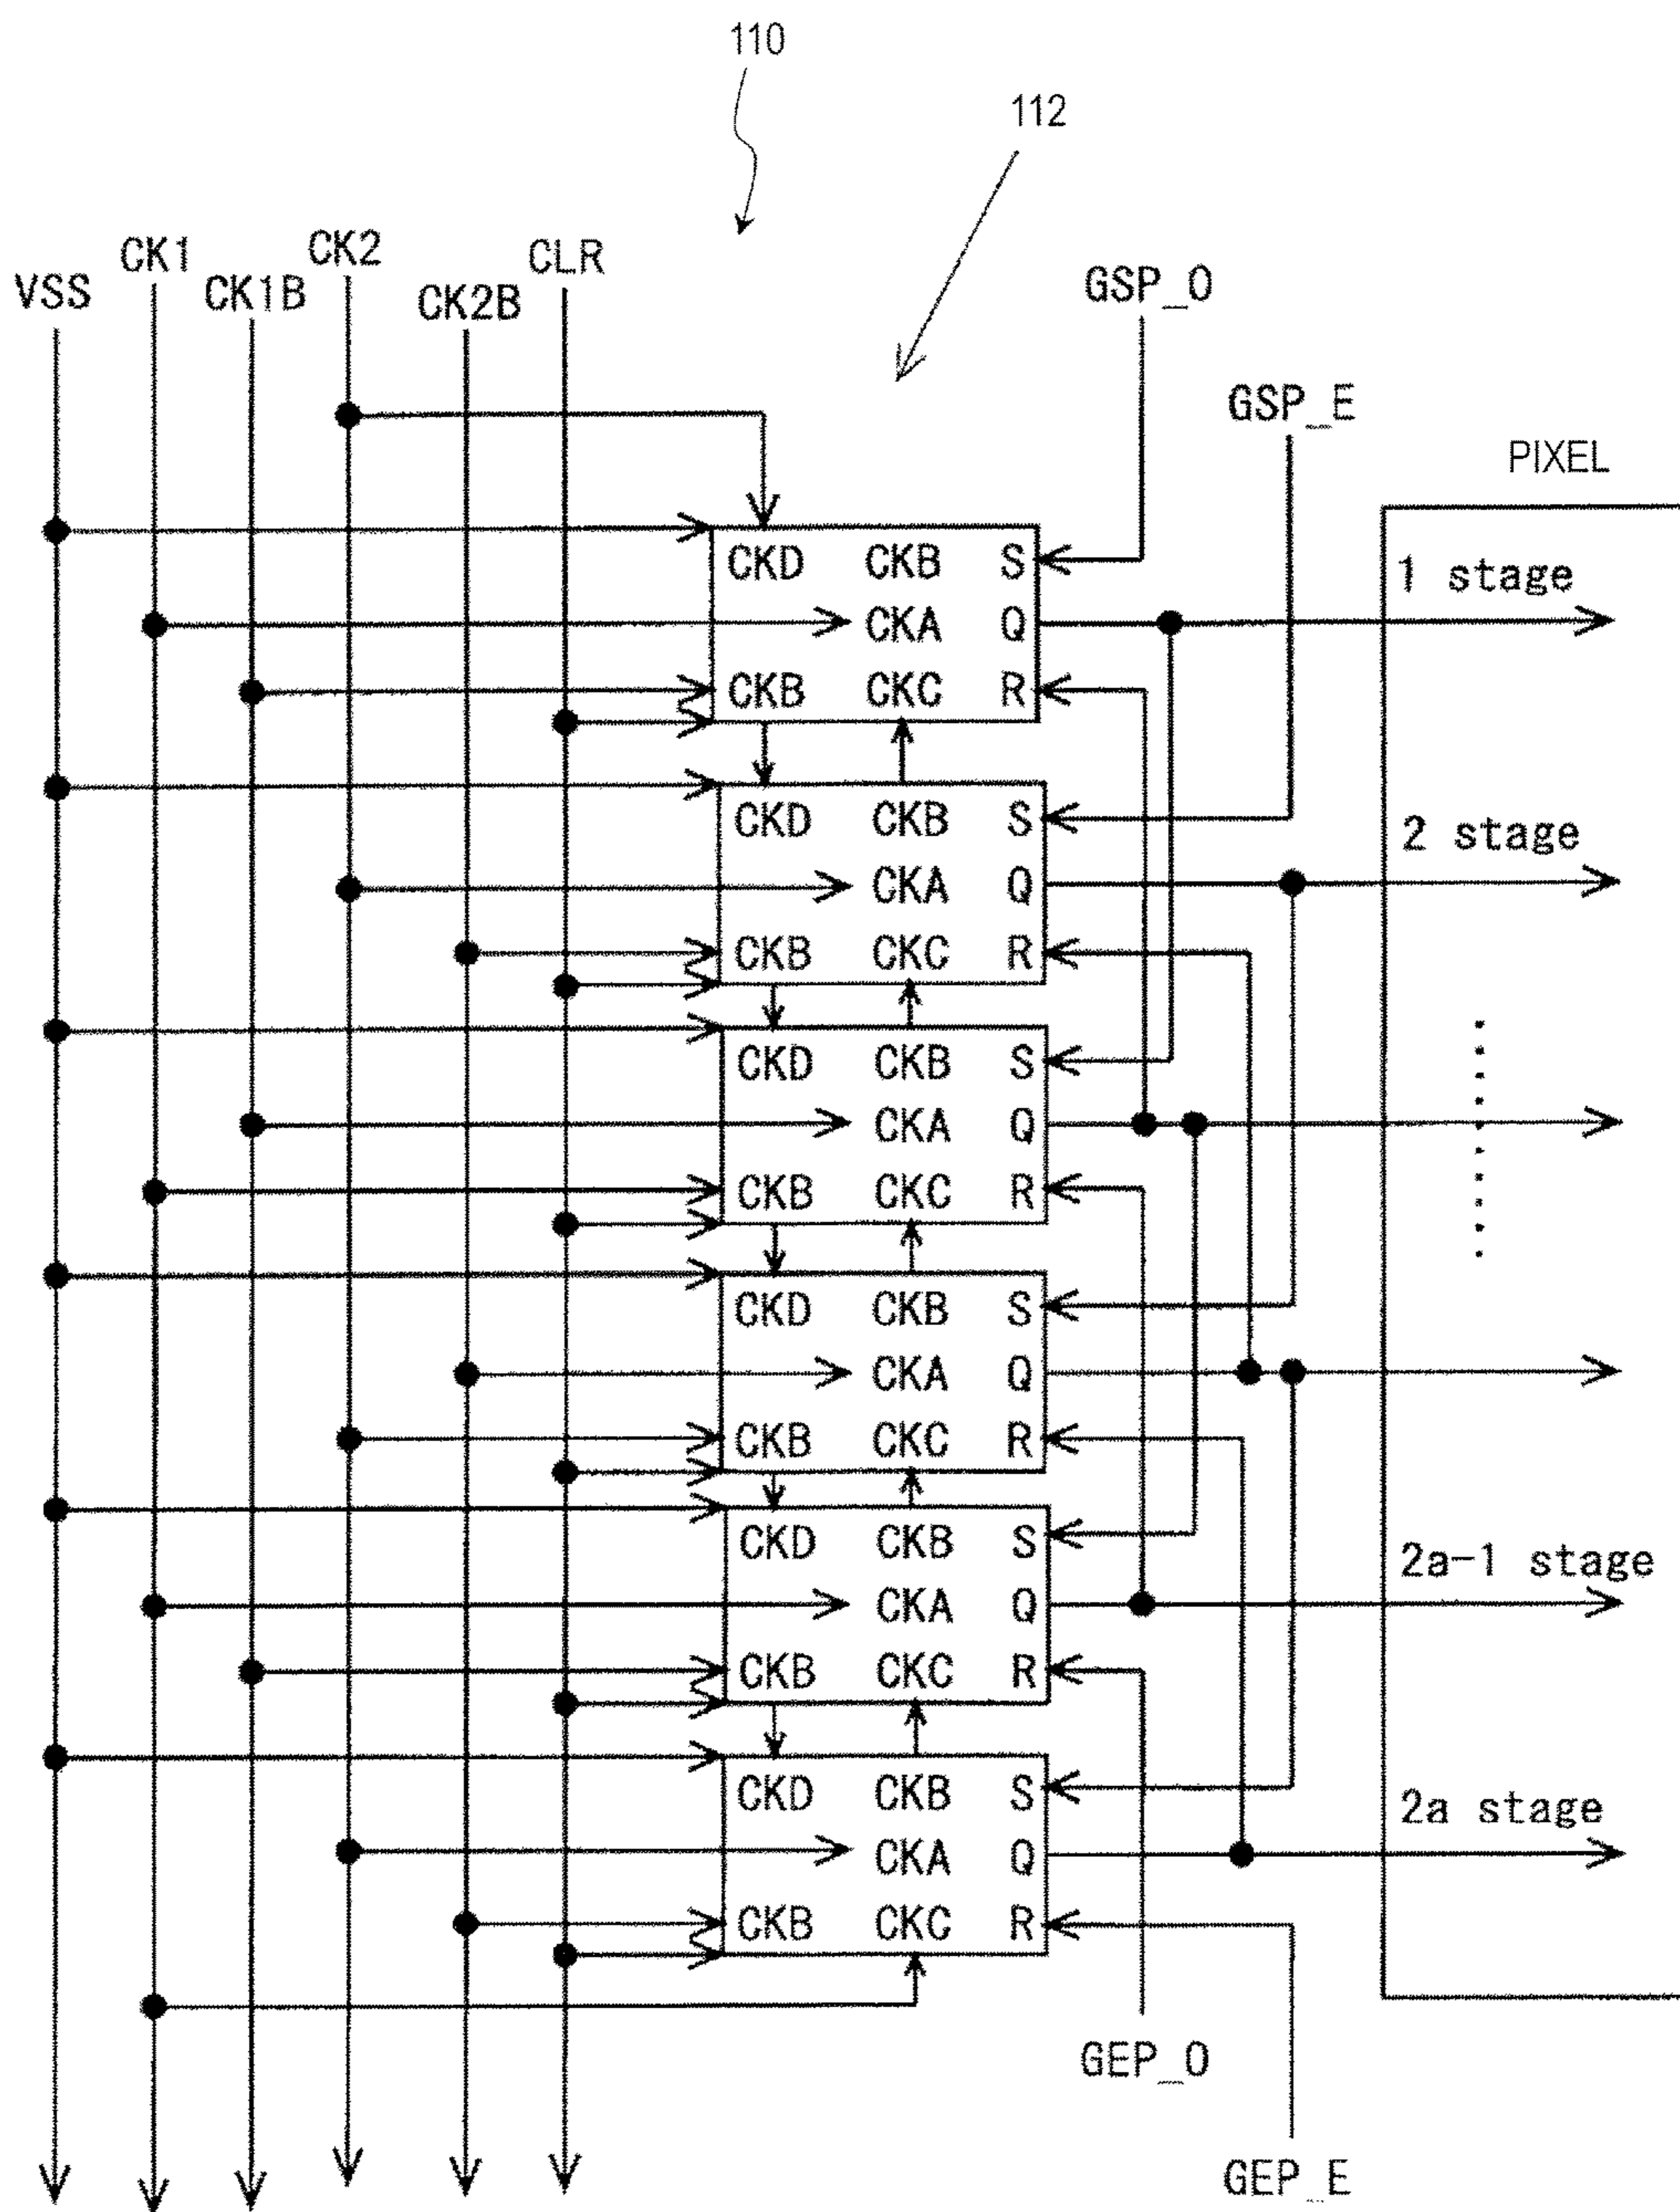 110
112
VSS
CK1
CK1B
CK2
CK2B
CLR
GSP_O
GSP_E
PIXEL
CKD CKB S
CKA Q
CKB CKC R
1 stage
CKD CKB S
CKA Q
CKB CKC R
2 stage
CKD CKB S
CKA Q
CKB CKC R
CKD CKB S
CKA Q
CKB CKC R
CKD CKB S
CKA Q
CKB CKC R
2a-1 stage
CKD CKB S
CKA Q
CKB CKC R
2a stage
GEP_O
GEP_E